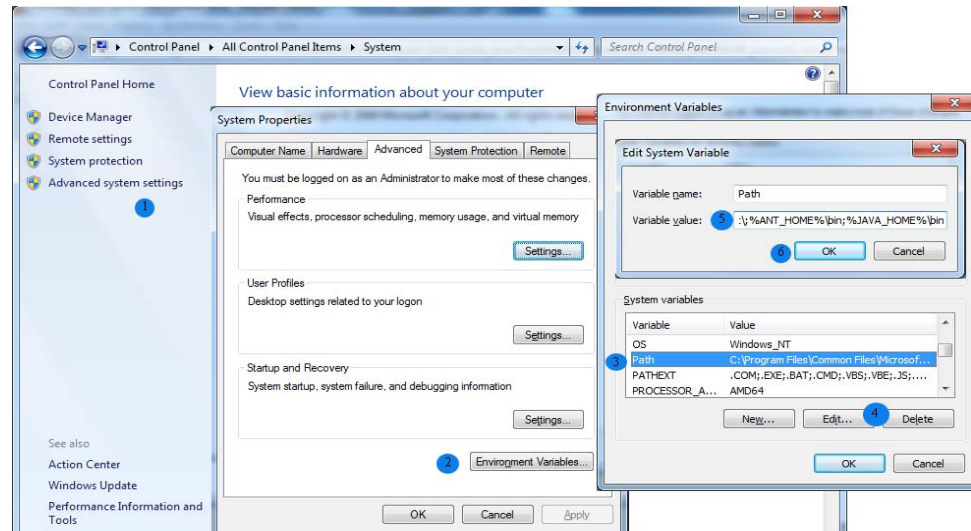 Control Panel
All Control Panel Items
System
Search Control Panel
Control Panel Home
Device Manager
Remote settings
System protection
Advanced system settings
1
See also
Action Center
Windows Update
Performance Information and
Tools
View basic information about your computer
System Properties
Computer Name
Hardware
Advanced
System Protection
Remote
You must be logged on as an Administrator to make most of these changes.
Performance
Visual effects, processor scheduling, memory usage, and virtual memory
Settings...
User Profiles
Desktop settings related to your logon
Settings...
Startup and Recovery
System startup, system failure, and debugging information
Settings...
2
Environment Variables...
OK
Cancel
Apply
Environment Variables
Edit System Variable
Variable name:
Path
Variable value:
5
:\;%ANT_HOME%\bin;%JAVA_HOME%\bin
6
OK
Cancel
System variables
Variable Value
OS Windows_NT
3
Path C:\Program Files\Common Files\Microsof...
PATHEXT .COM;.EXE;.BAT;.CMD;.VBS;.VBE;.JS;....
PROCESSOR_A... AMD64
New...
Edit...
4
Delete
OK
Cancel